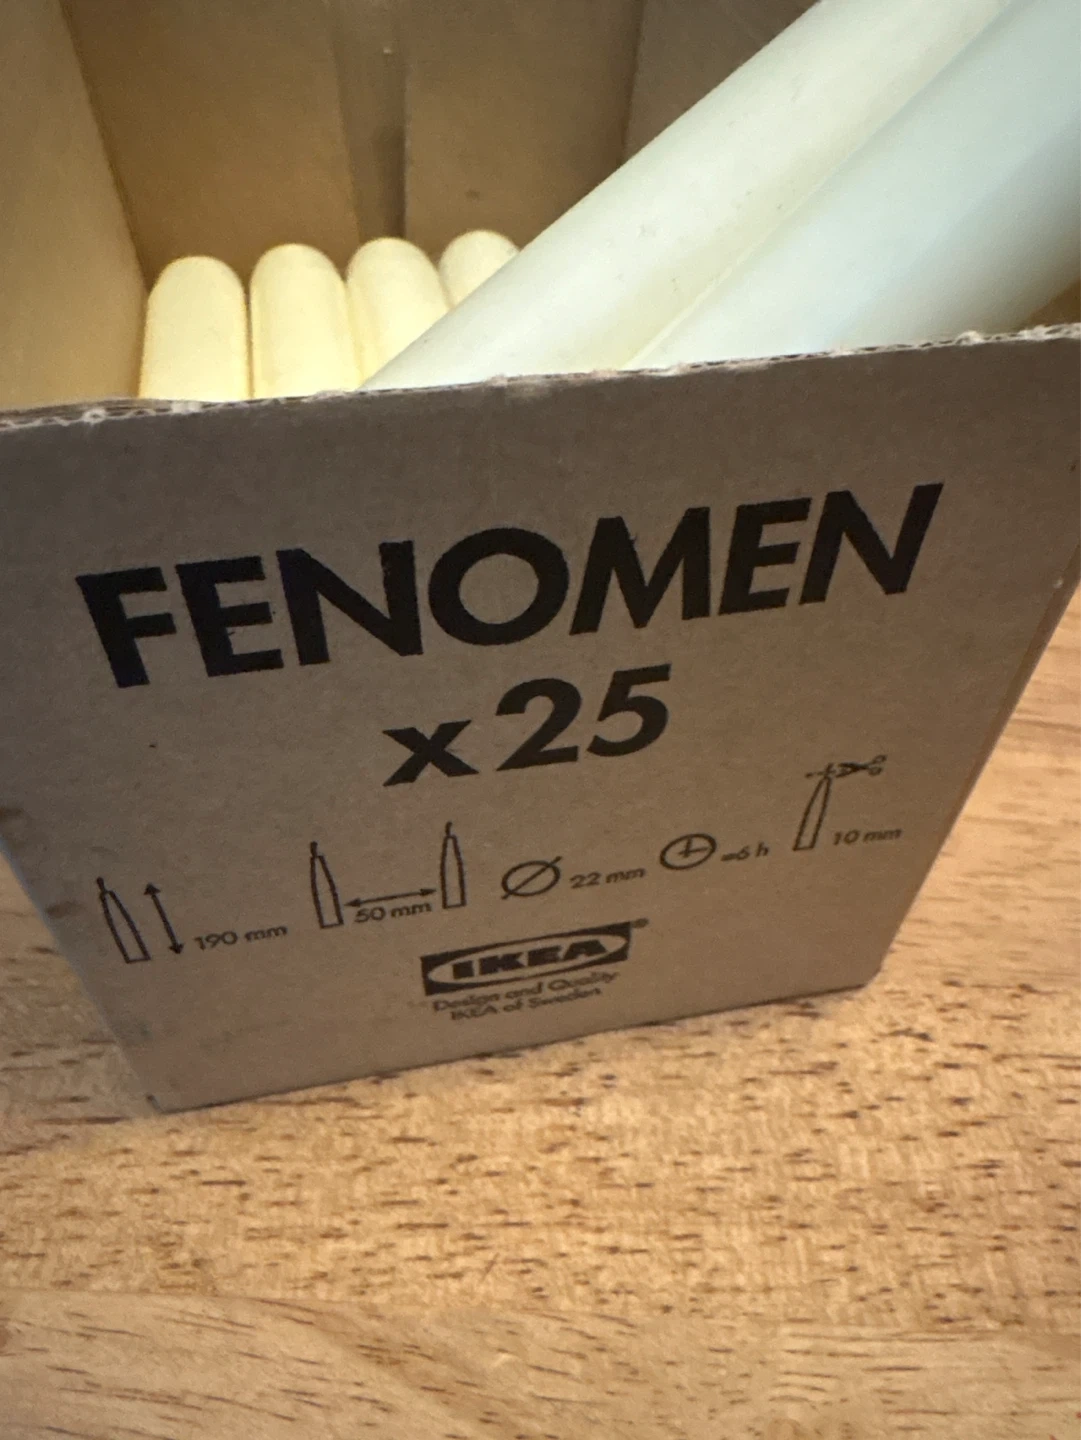 FENOMEN
x25
190 mm
50 mm
22 mm
≈6 h
10 mm
IKEA®
Design and Quality
IKEA of Sweden